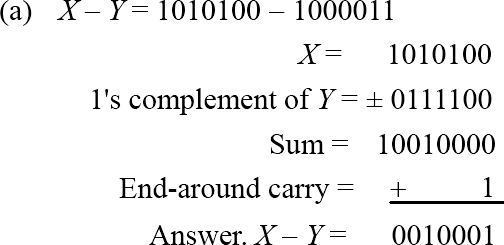 (a) X – Y = 1010100 – 1000011
X = 1010100
1's complement of Y = ± 0111100
Sum = 10010000
End-around carry = + 1
Answer. X – Y = 0010001